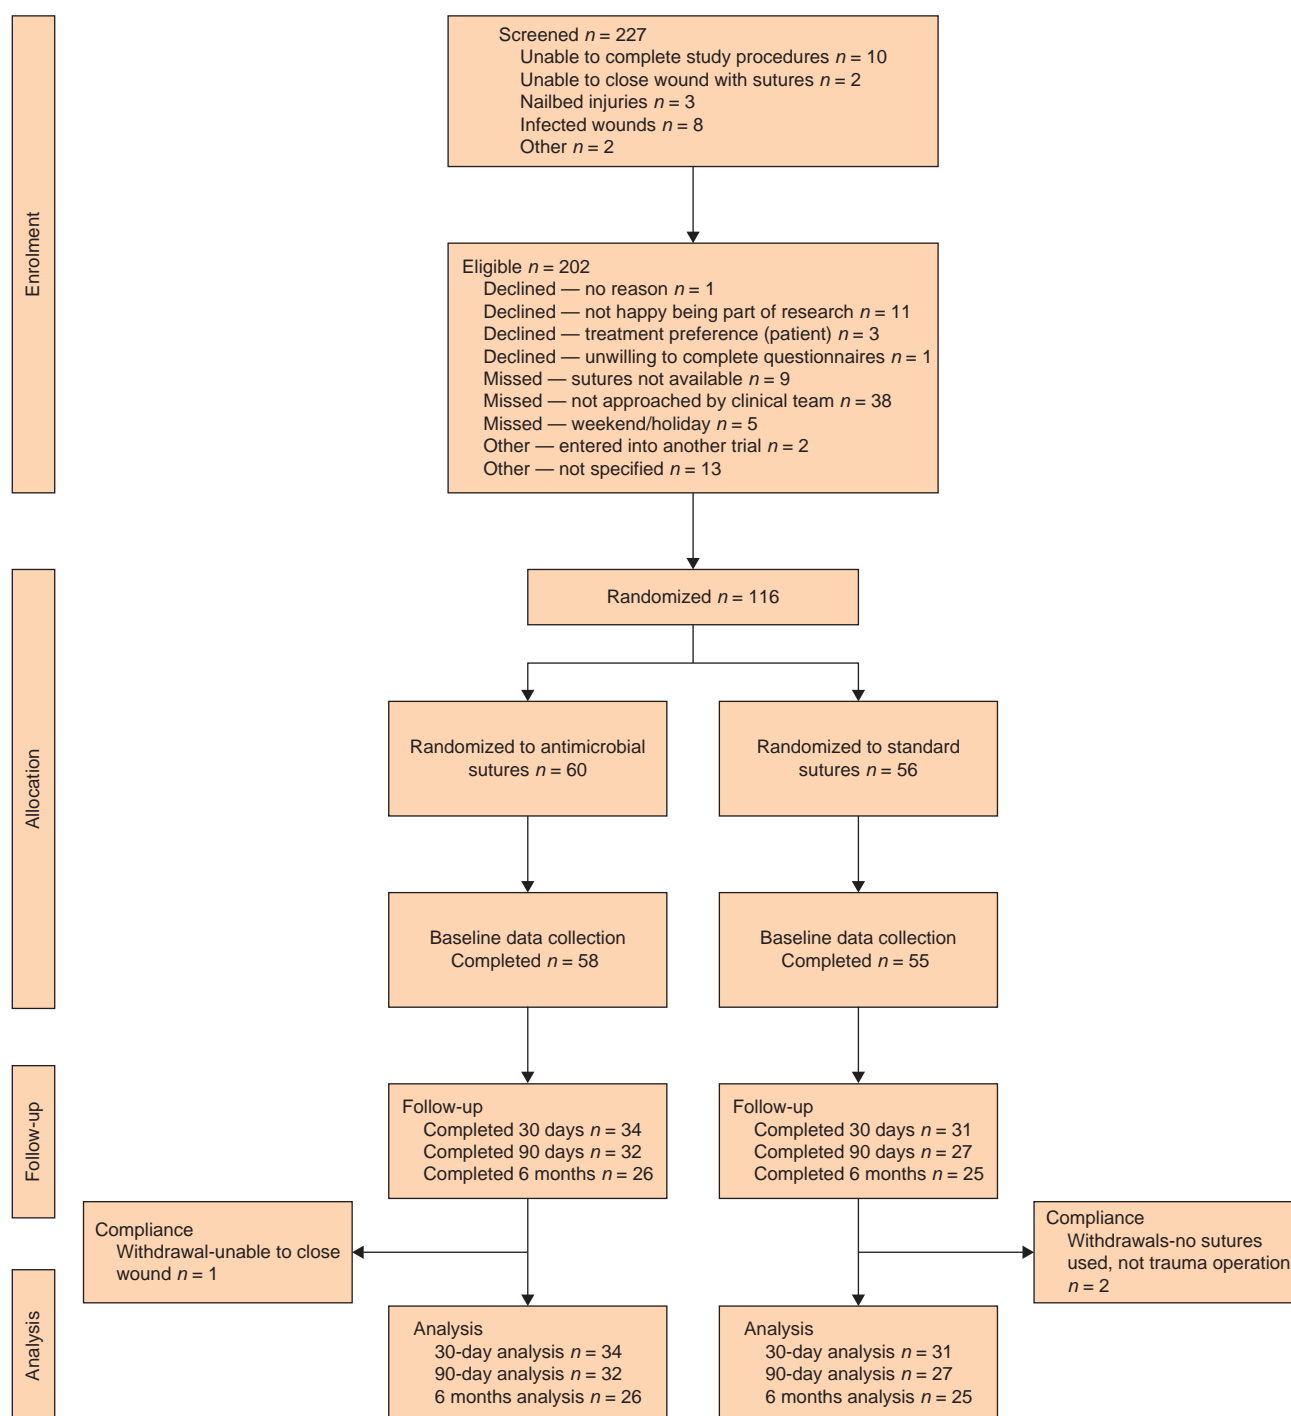 Enrolment
Screened n = 227
Unable to complete study procedures n = 10
Unable to close wound with sutures n = 2
Nailbed injuries n = 3
Infected wounds n = 8
Other n = 2
Eligible n = 202
Declined — no reason n = 1
Declined — not happy being part of research n = 11
Declined — treatment preference (patient) n = 3
Declined — unwilling to complete questionnaires n = 1
Missed — sutures not available n = 9
Missed — not approached by clinical team n = 38
Missed — weekend/holiday n = 5
Other — entered into another trial n = 2
Other — not specified n = 13
Allocation
Randomized n = 116
Randomized to antimicrobial
sutures n = 60
Randomized to standard
sutures n = 56
Baseline data collection
Completed n = 58
Baseline data collection
Completed n = 55
Follow-up
Follow-up
Completed 30 days n = 34
Completed 90 days n = 32
Completed 6 months n = 26
Follow-up
Completed 30 days n = 31
Completed 90 days n = 27
Completed 6 months n = 25
Compliance
Withdrawal-unable to close
wound n = 1
Compliance
Withdrawals-no sutures
used, not trauma operation
n = 2
Analysis
Analysis
30-day analysis n = 34
90-day analysis n = 32
6 months analysis n = 26
Analysis
30-day analysis n = 31
90-day analysis n = 27
6 months analysis n = 25